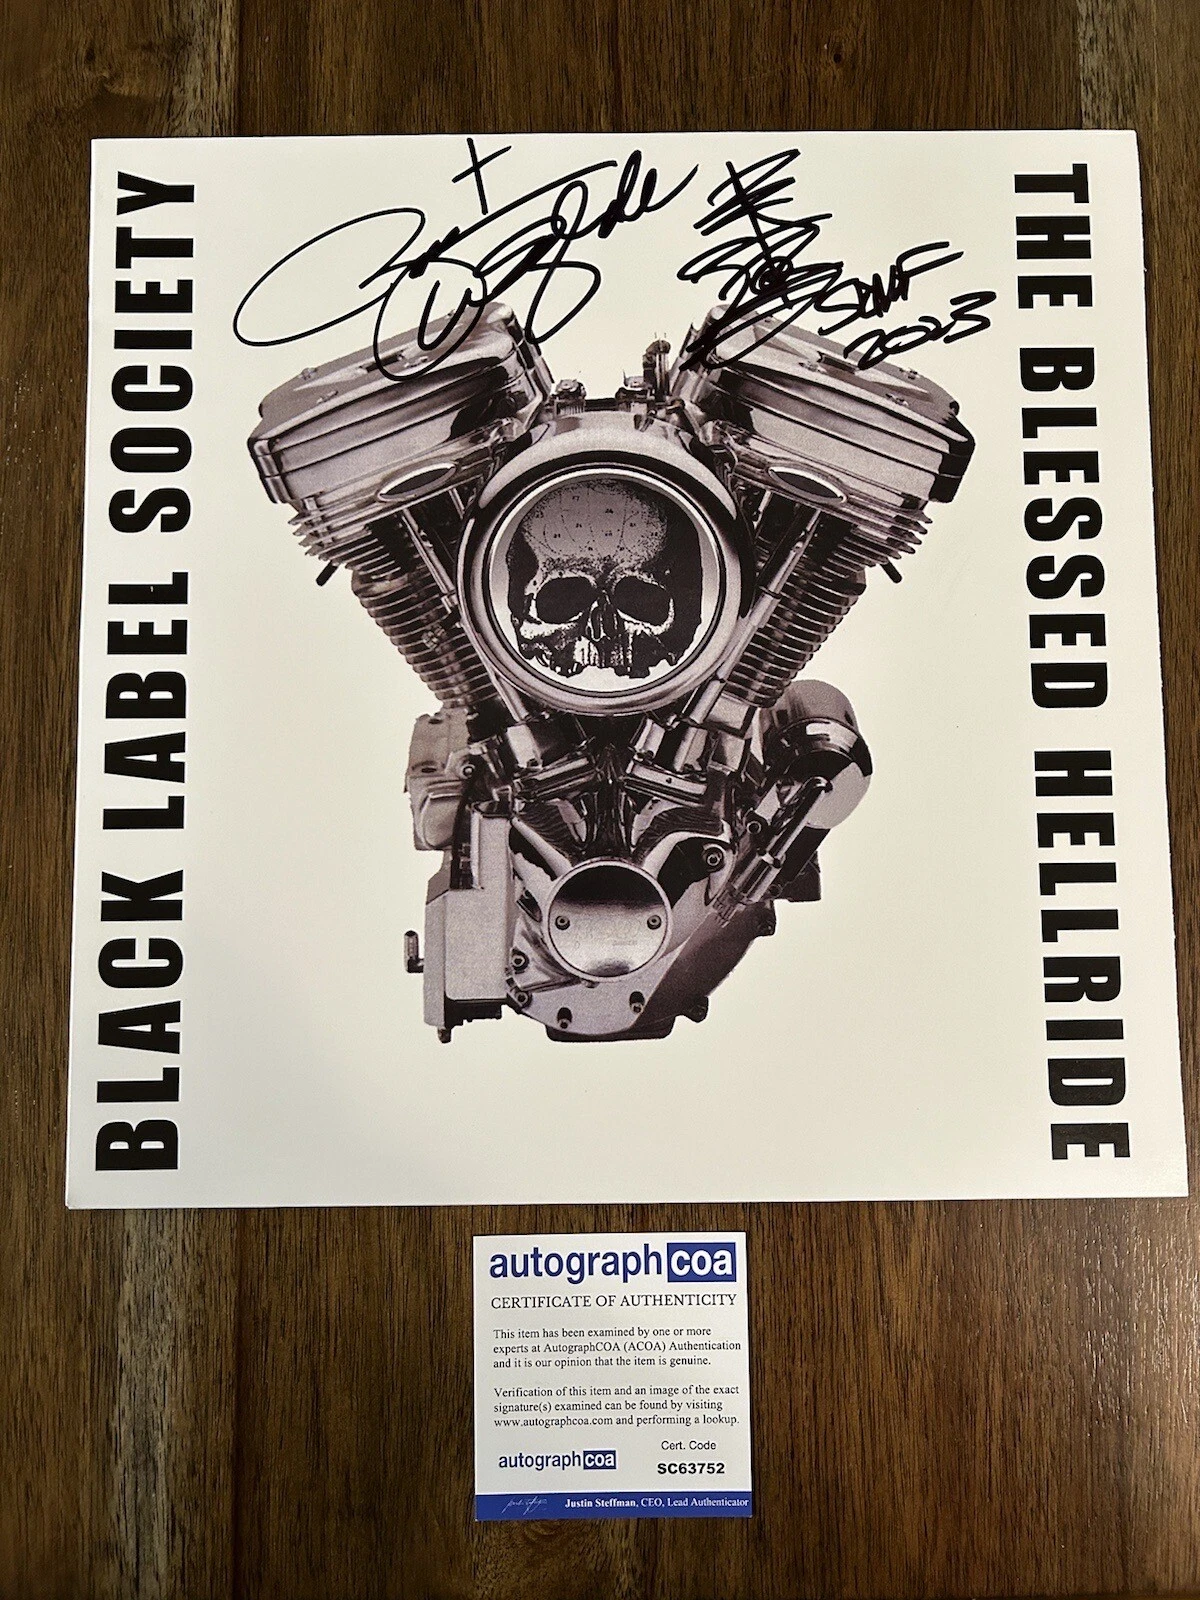 BLACK LABEL SOCIETY
THE BLESSED HELLRIDE
SDMF
2023
autographcoa
CERTIFICATE OF AUTHENTICITY
This item has been examined by one or more
experts at AutographCOA (ACOA) Authentication
and it is our opinion that the item is genuine.
Verification of this item and an image of the exact
signature(s) examined can be found by visiting
www.autographcoa.com and performing a lookup.
autographcoa
Cert. Code
SC63752
Justin Steffman, CEO, Lead Authenticator